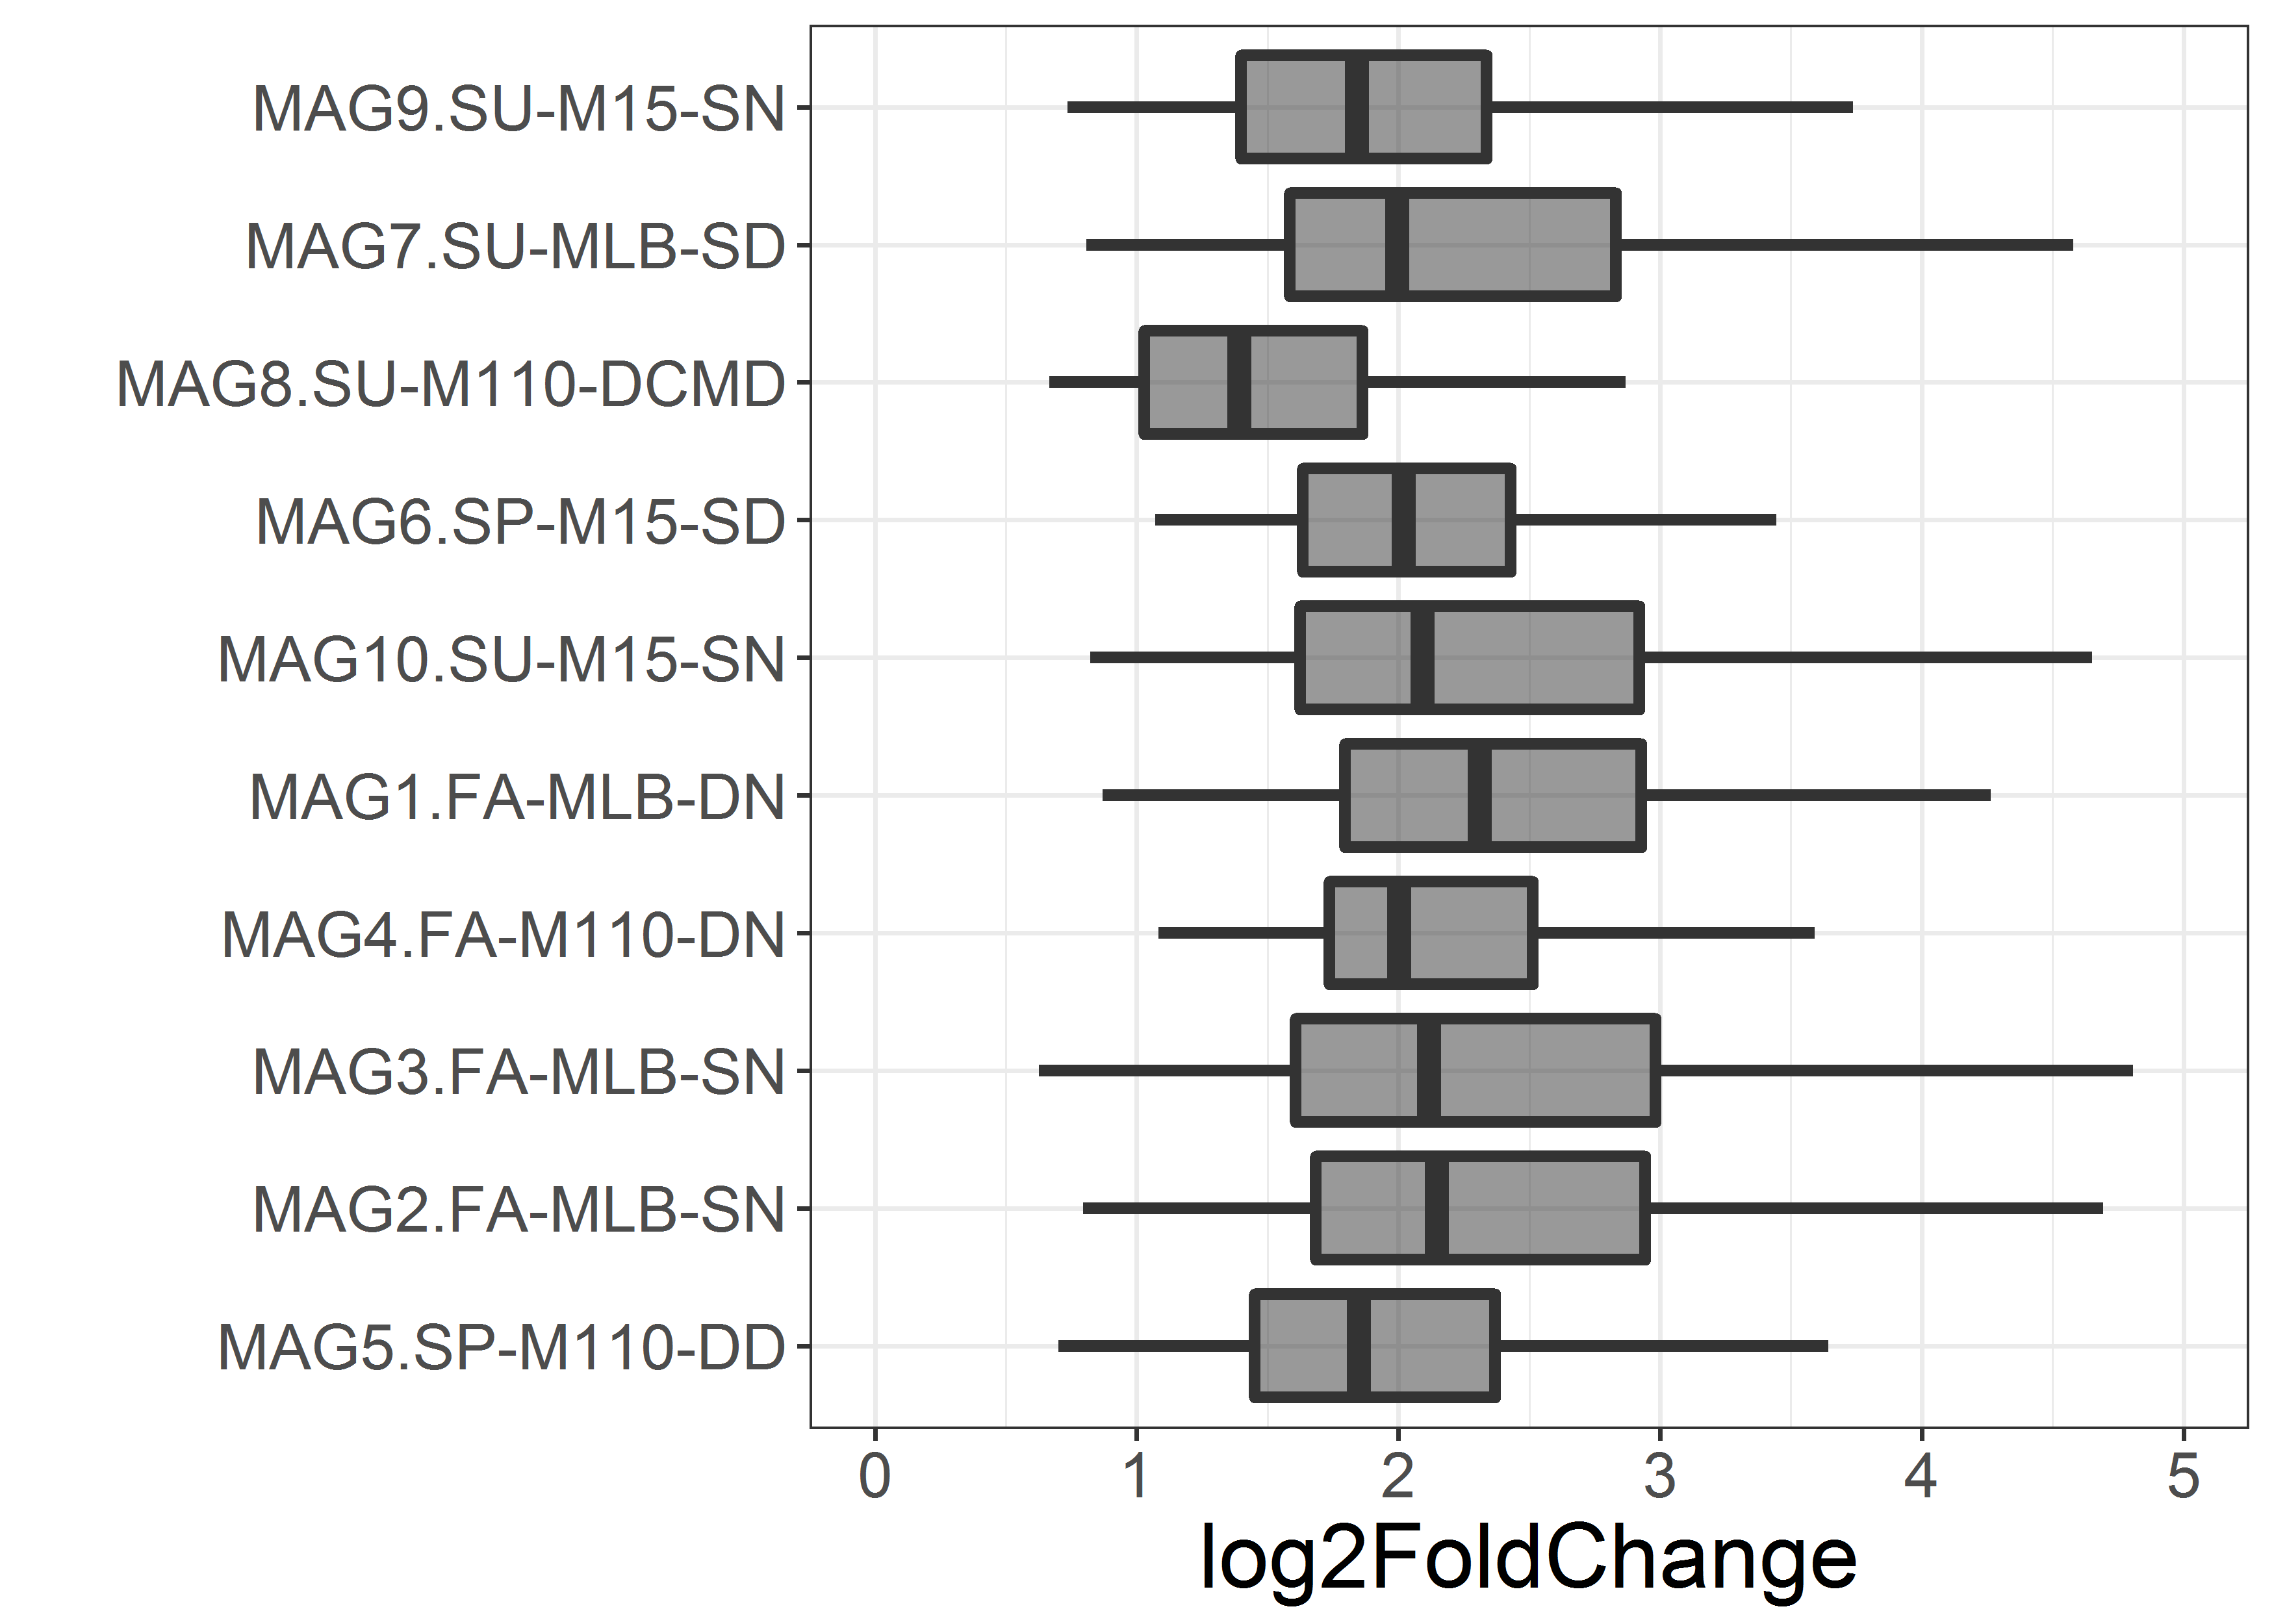 MAG9.SU-M15-SN
MAG7.SU-MLB-SD
MAG8.SU-M110-DCMD
MAG6.SP-M15-SD
MAG10.SU-M15-SN
MAG1.FA-MLB-DN
MAG4.FA-M110-DN
MAG3.FA-MLB-SN
MAG2.FA-MLB-SN
MAG5.SP-M110-DD
0 1 2 3 4 5
log2FoldChange